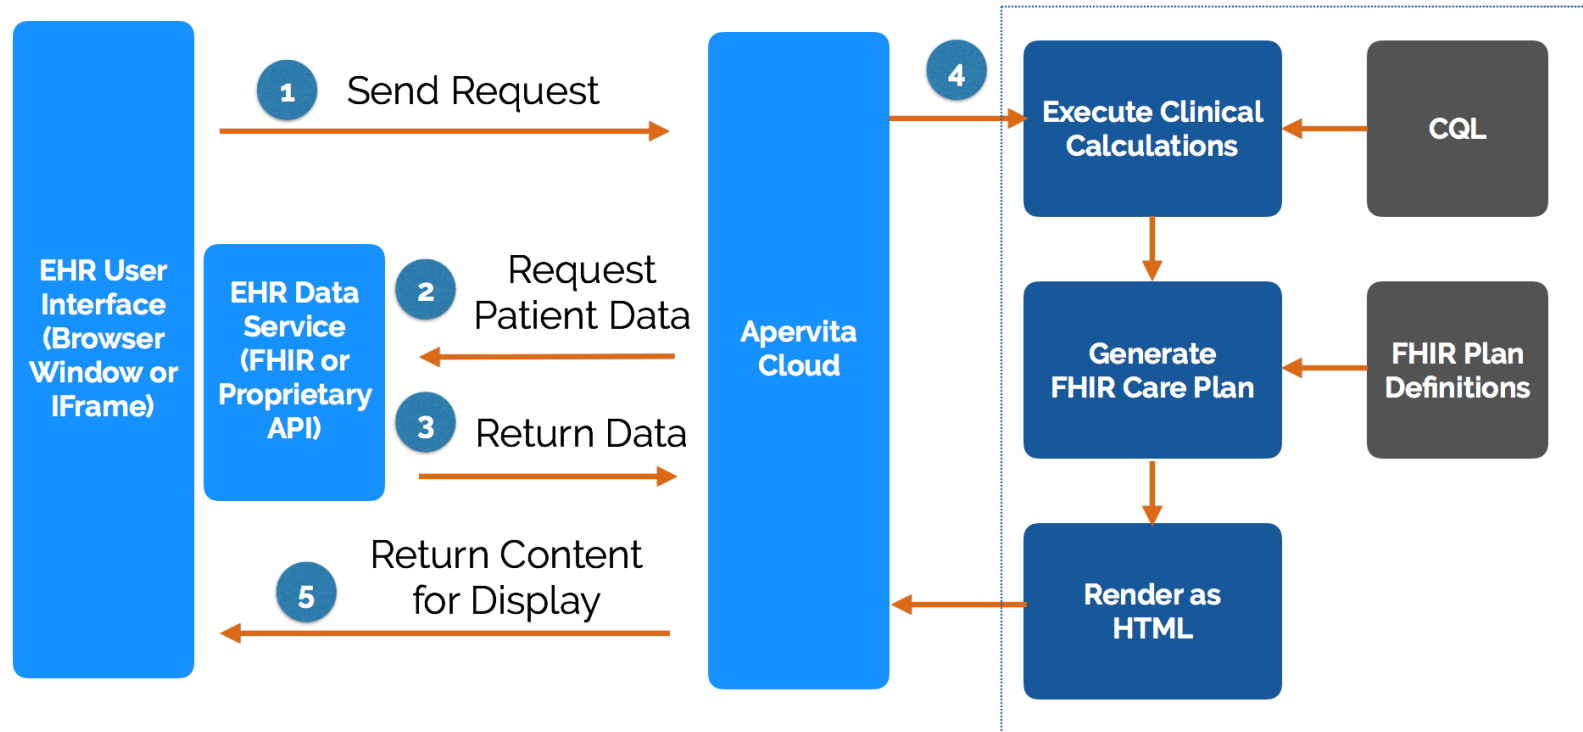 1
Send Request
4
Execute Clinical
Calculations
CQL
EHR User
Interface
(Browser
Window or
IFrame)
EHR Data
Service
(FHIR or
Proprietary
API)
2
Request
Patient Data
3
Return Data
Apervita
Cloud
Generate
FHIR Care Plan
FHIR Plan
Definitions
5
Return Content
for Display
Render as
HTML